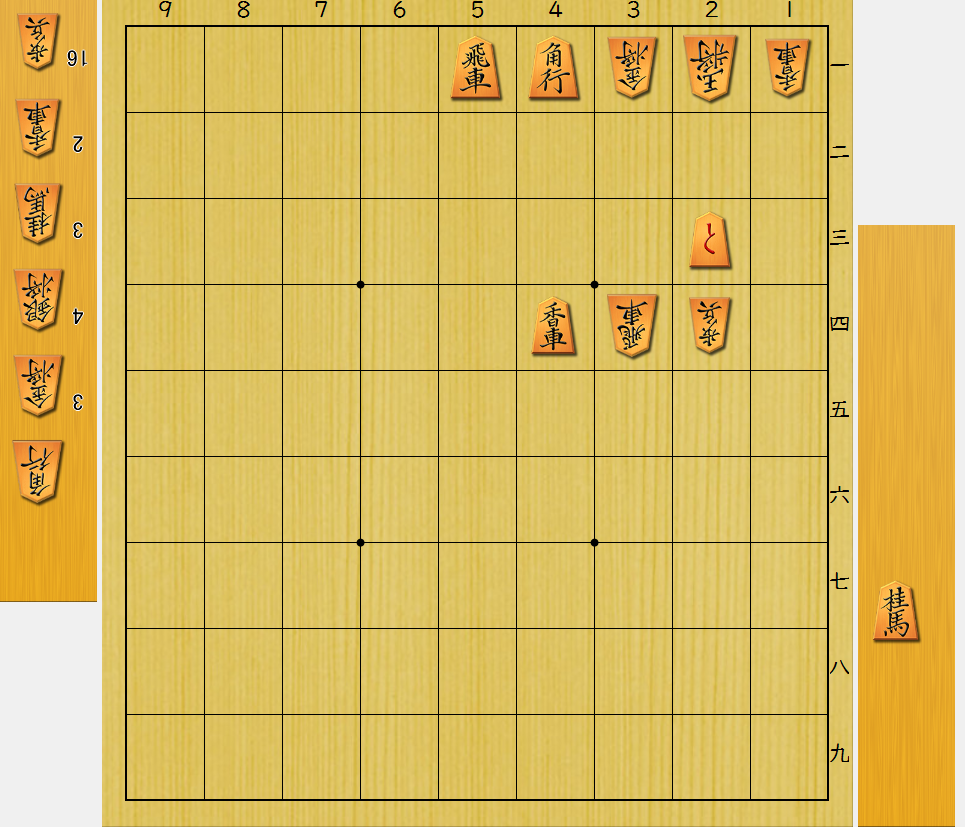 9 8 7 6 5 4 3 2 1
歩兵 16
香車 2
桂馬 3
銀将 4
金将 3
角行
飛車 角行 金将 玉将 香車 一
二
と 三
香車 飛車 歩兵 四
五
六
七
桂馬
八
九